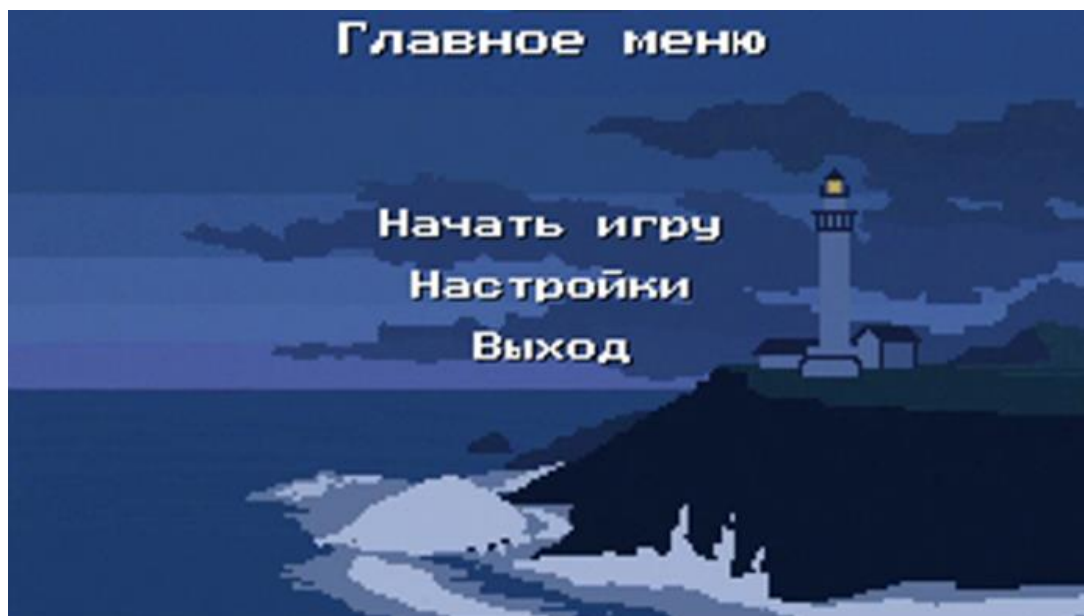 Главное меню
Начать игру
Настройки
Выход